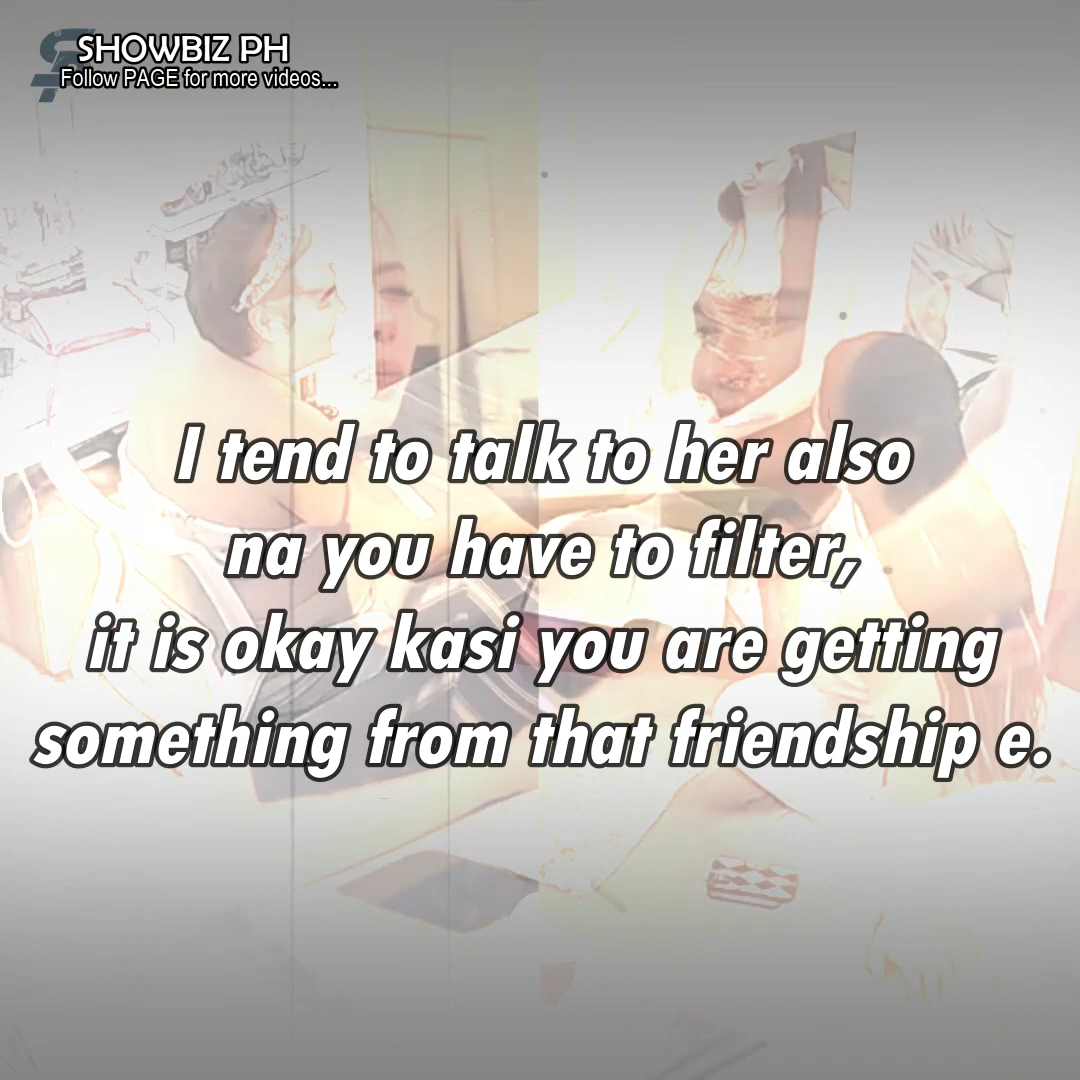 SHOWBIZ PH
Follow PAGE for more videos...
I tend to talk to her also
na you have to filter,
it is okay kasi you are getting
something from that friendship e.